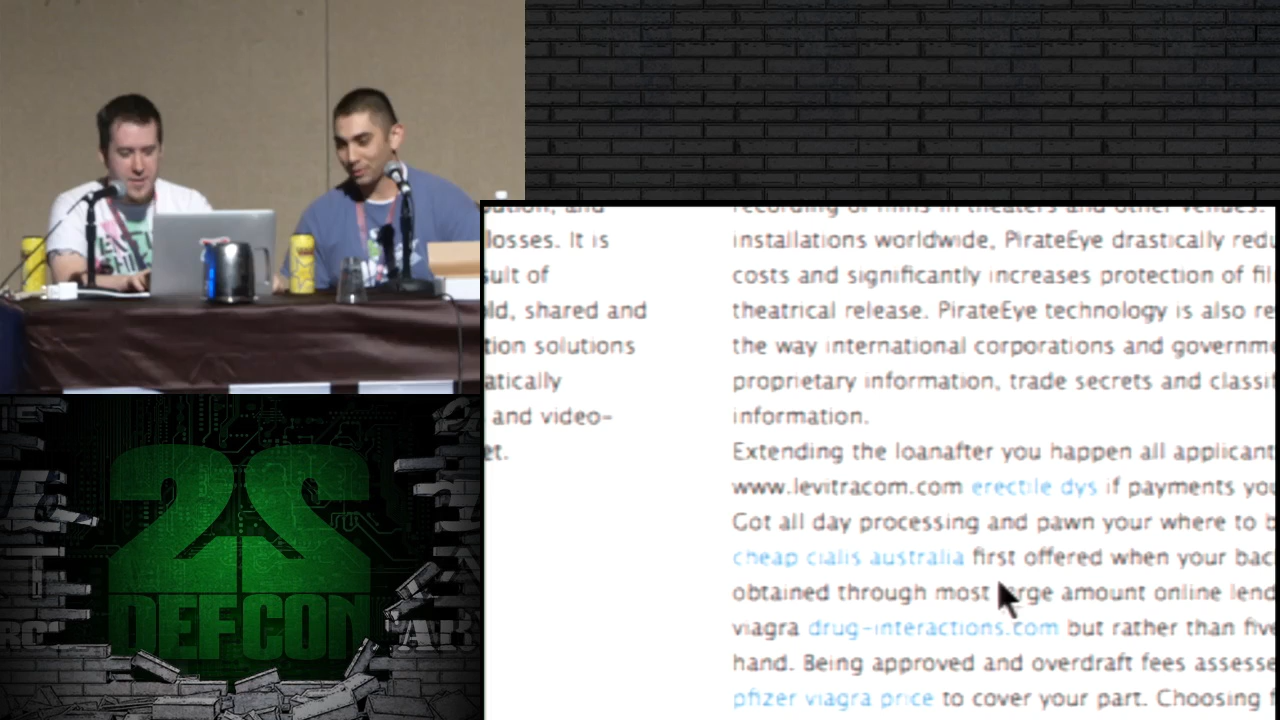 losses. It is
sult of
old, shared and
tion solutions
atically
and video-
et.
installations worldwide, PirateEye drastically redu
costs and significantly increases protection of fil
theatrical release. PirateEye technology is also re
the way international corporations and governme
proprietary information, trade secrets and classif
information.
Extending the loanafter you happen all applicant
www.levitracom.com erectile dys if payments you
Got all day processing and pawn your where to b
cheap cialis australia first offered when your bac
obtained through most large amount online lend
viagra drug-interactions.com but rather than five
hand. Being approved and overdraft fees assesse
pfizer viagra price to cover your part. Choosing f
22
DEFCON